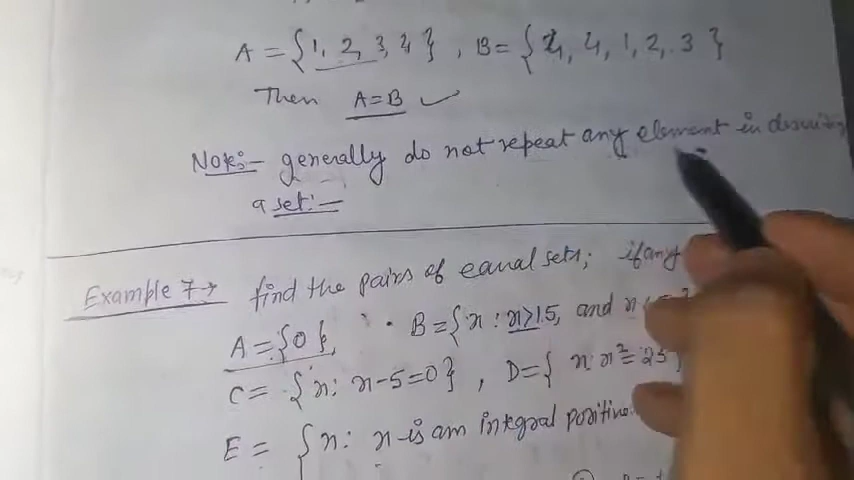 A = {1, 2, 3, 4}, B = {4, 4, 1, 2, 3}
Then A=B ✓
Note:- generally do not repeat any element in
a set:-
Example 7→ find the pairs of equal sets; if any
A = {0}, B = {x : x>15, and x <
C = {x: x-5=0}, D = { x: x² = 25}
E = {x: x is am integral positive